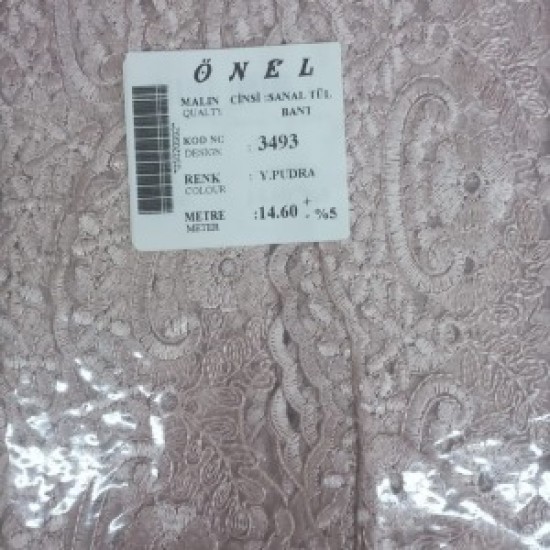 ÖNEL
MALIN CİNSİ :SANAL TÜL
QUALTY BANT
KOD NO : 3493
DESIGN
RENK : Y.PUDRA
COLOUR
METRE :14.60 + - %5
METER